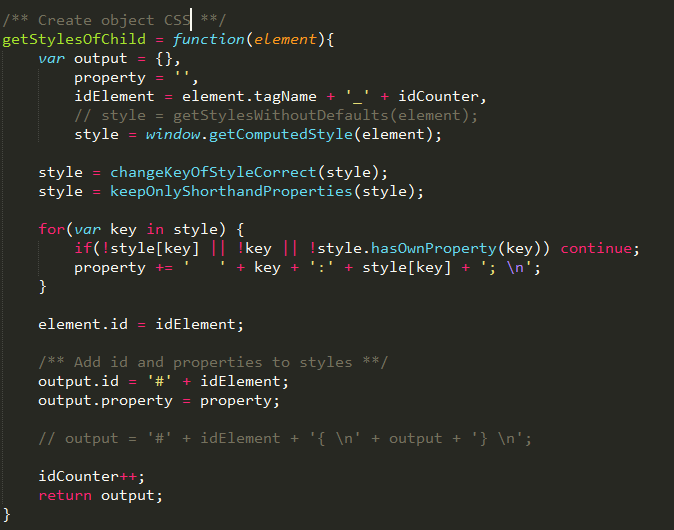 /** Create object CSS **/
getStylesOfChild = function(element){
    var output = {},
        property = '',
        idElement = element.tagName + '_' + idCounter,
        // style = getStylesWithoutDefaults(element);
        style = window.getComputedStyle(element);

    style = changeKeyOfStyleCorrect(style);
    style = keepOnlyShorthandProperties(style);

    for(var key in style) {
        if(!style[key] || !key || !style.hasOwnProperty(key)) continue;
        property += '   ' + key + ':' + style[key] + '; \n';
    }

    element.id = idElement;

    /** Add id and properties to styles **/
    output.id = '#' + idElement;
    output.property = property;

    // output = '#' + idElement + '{ \n' + output + '} \n';

    idCounter++;
    return output;
}